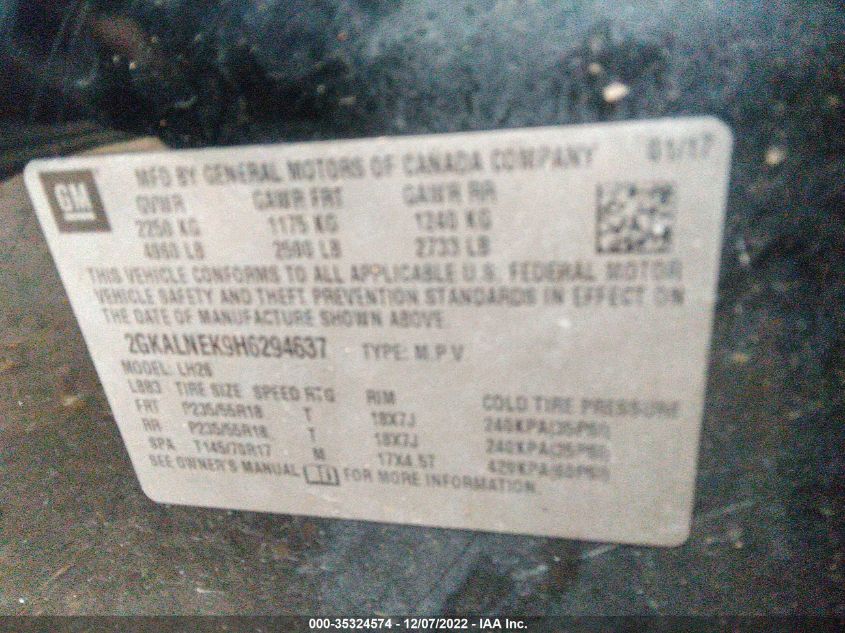 MFD BY GENERAL MOTORS OF CANADA COMPANY 01/17
GM
GVWR GAWR FRT GAWR RR
2250 KG 1175 KG 1240 KG
4960 LB 2590 LB 2733 LB
THIS VEHICLE CONFORMS TO ALL APPLICABLE U.S. FEDERAL MOTOR
VEHICLE SAFETY AND THEFT PREVENTION STANDARDS IN EFFECT ON
THE DATE OF MANUFACTURE SHOWN ABOVE.
2GKALNEK9H6294637 TYPE: M.P.V
MODEL: LH26
TIRE SIZE SPEED RTG RIM COLD TIRE PRESSURE
FRT P235/55R18 T 18X7J 240KPA(35PSI)
RR P235/55R18 T 18X7J 240KPA(35PSI)
SPA T145/70R17 M 17X4.5T 420KPA(60PSI)
SEE OWNER'S MANUAL FOR MORE INFORMATION.
000-35324574 - 12/07/2022 - IAA Inc.